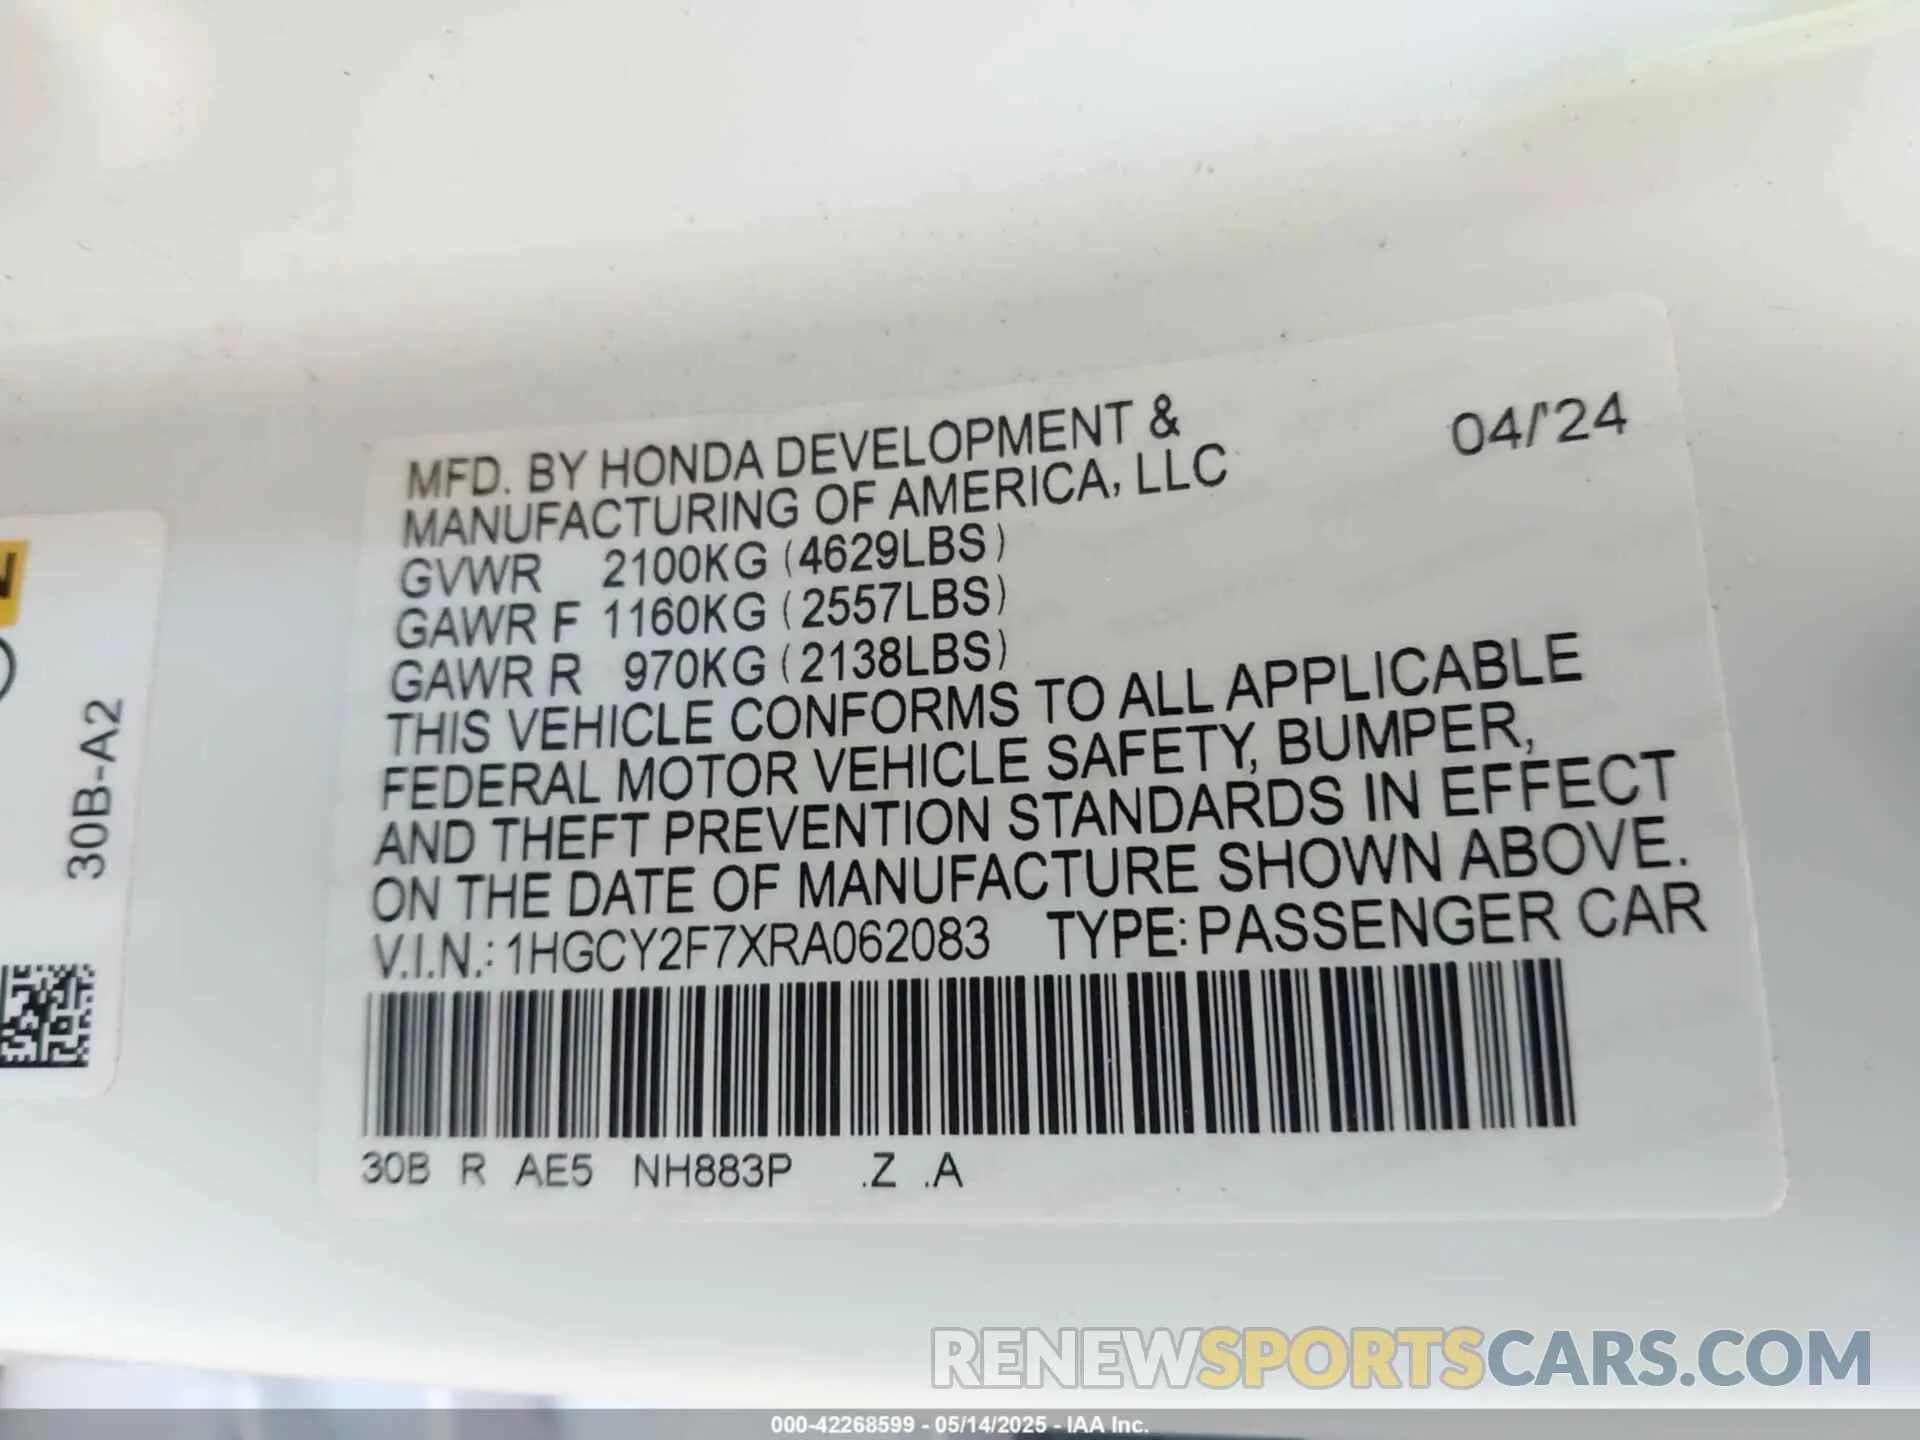 MFD. BY HONDA DEVELOPMENT &
MANUFACTURING OF AMERICA, LLC
04/'24
GVWR 2100KG (4629LBS)
GAWR F 1160KG (2557LBS)
GAWR R 970KG (2138LBS)
THIS VEHICLE CONFORMS TO ALL APPLICABLE
FEDERAL MOTOR VEHICLE SAFETY, BUMPER,
AND THEFT PREVENTION STANDARDS IN EFFECT
ON THE DATE OF MANUFACTURE SHOWN ABOVE.
V.I.N.: 1HGCY2F7XRA062083 TYPE: PASSENGER CAR
30B R AE5 NH883P .Z .A
30B-A2
RENEWSPORTSCARS.COM
000-42268599 - 05/14/2025 - IAA Inc.